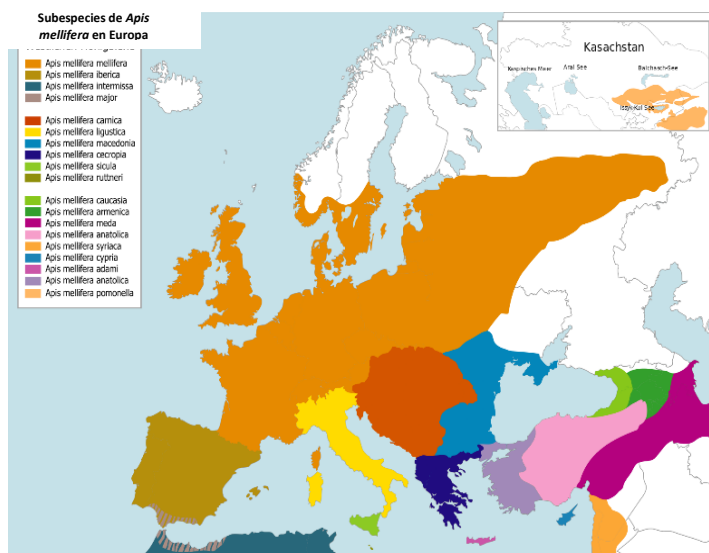 Subespecies de Apis
mellifera en Europa
Apis mellifera mellifera
Apis mellifera iberica
Apis mellifera intermissa
Apis mellifera major
Apis mellifera carnica
Apis mellifera ligustica
Apis mellifera macedonia
Apis mellifera cecropia
Apis mellifera sicula
Apis mellifera ruttneri
Apis mellifera caucasia
Apis mellifera armenica
Apis mellifera meda
Apis mellifera anatolica
Apis mellifera syriaca
Apis mellifera cypria
Apis mellifera adami
Apis mellifera anatolica
Apis mellifera pomonella
Kasachstan
Kaspisches Meer
Aral See
Balchasch-See
Issyk-Kul See